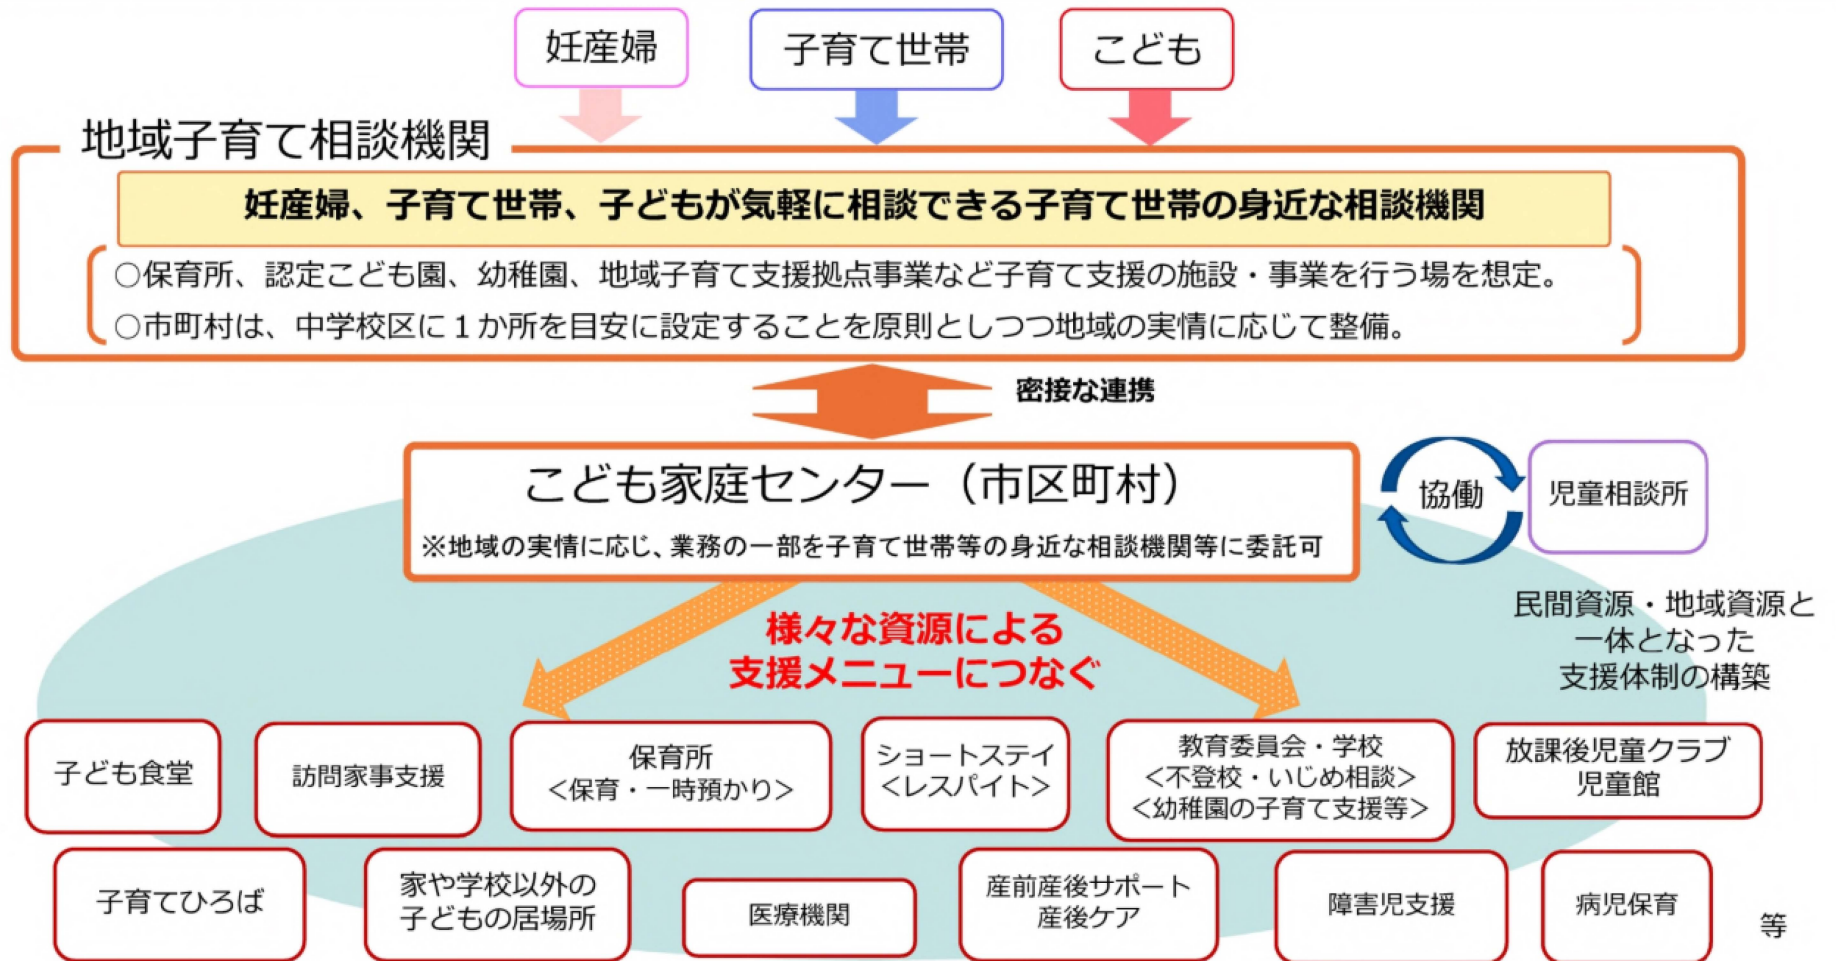 妊産婦
子育て世帯
こども
地域子育て相談機関
妊産婦、子育て世帯、子どもが気軽に相談できる子育て世帯の身近な相談機関
○保育所、認定こども園、幼稚園、地域子育て支援拠点事業など子育て支援の施設・事業を行う場を想定。
○市町村は、中学校区に１か所を目安に設定することを原則としつつ地域の実情に応じて整備。
密接な連携
こども家庭センター（市区町村）
※地域の実情に応じ、業務の一部を子育て世帯等の身近な相談機関等に委託可
協働
児童相談所
様々な資源による
支援メニューにつなぐ
民間資源・地域資源と
一体となった
支援体制の構築
子ども食堂
訪問家事支援
保育所
＜保育・一時預かり＞
ショートステイ
＜レスパイト＞
教育委員会・学校
＜不登校・いじめ相談＞
＜幼稚園の子育て支援等＞
放課後児童クラブ
児童館
子育てひろば
家や学校以外の
子どもの居場所
医療機関
産前産後サポート
産後ケア
障害児支援
病児保育
等